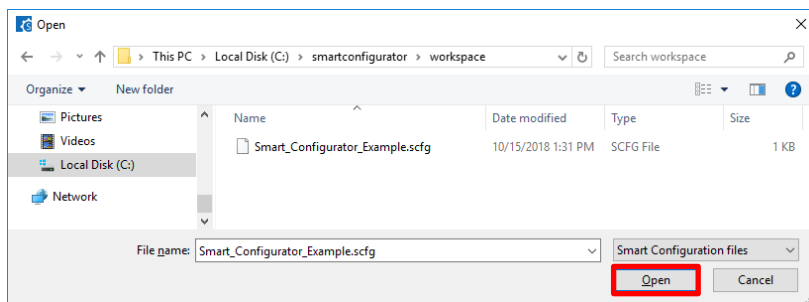 Open
This PC > Local Disk (C:) > smartconfigurator > workspace
Search workspace
Organize
New folder
Name
Date modified
Type
Size
Pictures
Videos
Local Disk (C:)
Network
Smart_Configurator_Example.scfg
10/15/2018 1:31 PM
SCFG File
1 KB
File name:
Smart_Configurator_Example.scfg
Smart Configuration files
Open
Cancel